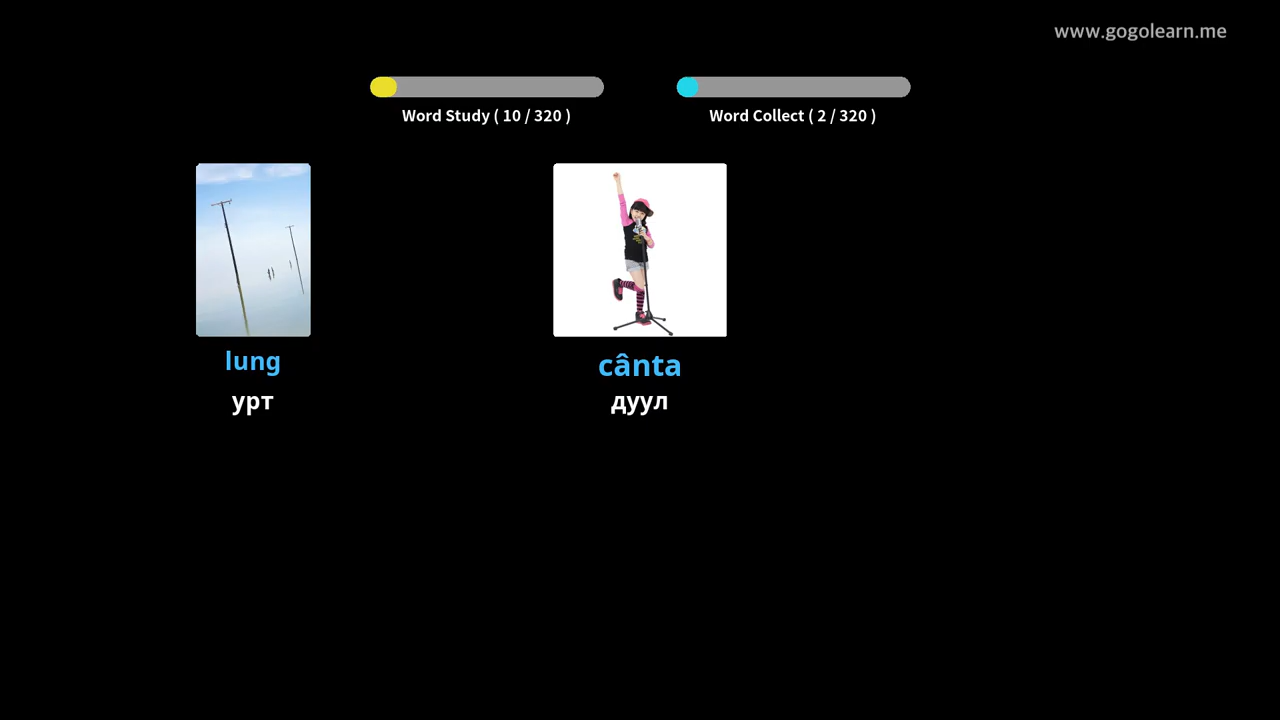 www.gogolearn.me
Word Study ( 10 / 320 )
Word Collect ( 2 / 320 )
lung
cânta
урт
дуул